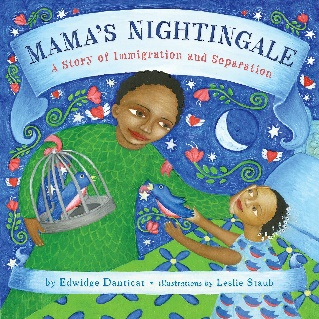 MAMA'S NIGHTINGALE
A Story of Immigration and Separation
by Edwidge Danticat • illustrations by Leslie Staub